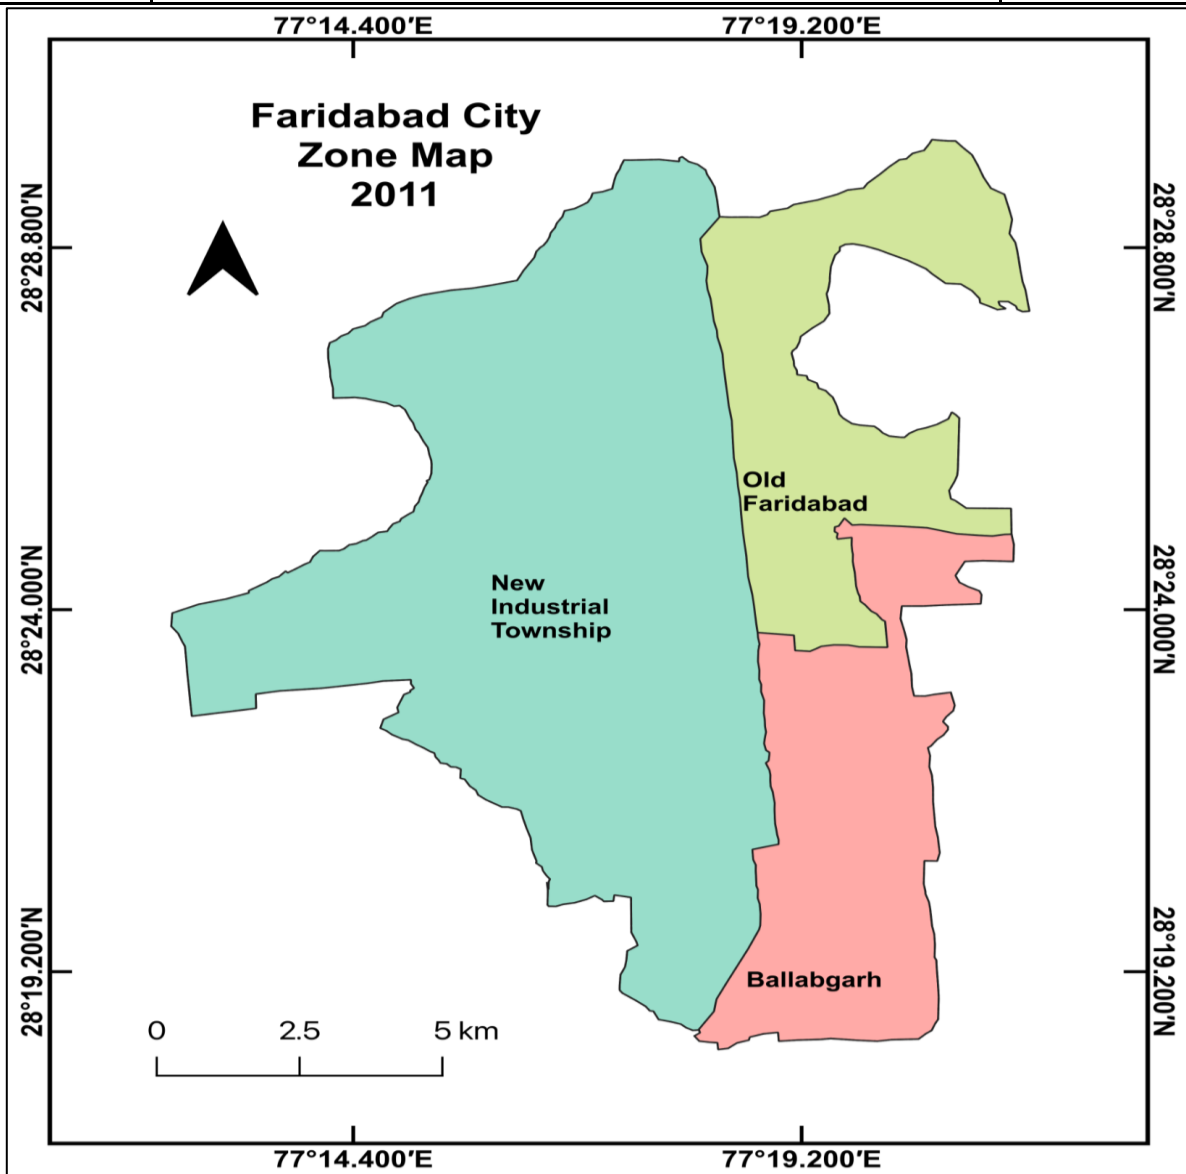 77°14.400'E
77°19.200'E
Faridabad City
Zone Map
2011
28°28.800'N
28°28.800'N
Old
Faridabad
New
Industrial
Township
28°24.000'N
28°24.000'N
28°19.200'N
28°19.200'N
Ballabgarh
0 2.5 5 km
77°14.400'E
77°19.200'E